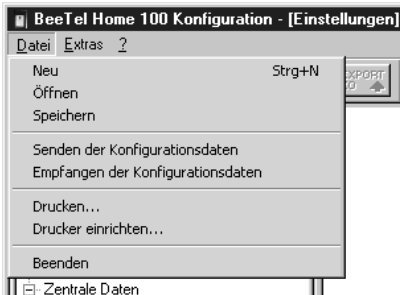 BeeTel Home 100 Konfiguration - [Einstellungen]
Datei Extras ?
Neu Strg+N
EXPORT
Öffnen
Speichern
Senden der Konfigurationsdaten
Empfangen der Konfigurationsdaten
Drucken...
Drucker einrichten...
Beenden
Zentrale Daten